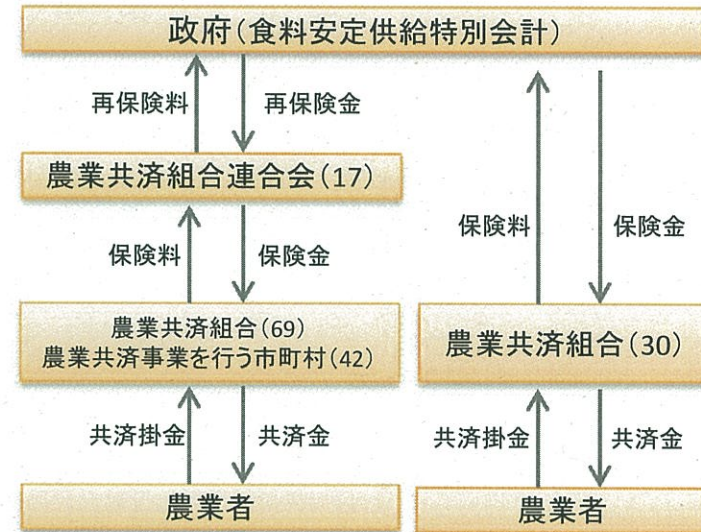 政府(食料安定供給特別会計)
再保険料
再保険金
農業共済組合連合会(17)
保険料
保険金
保険料
保険金
農業共済組合(69)
農業共済事業を行う市町村(42)
農業共済組合(30)
共済掛金
共済金
共済掛金
共済金
農業者
農業者